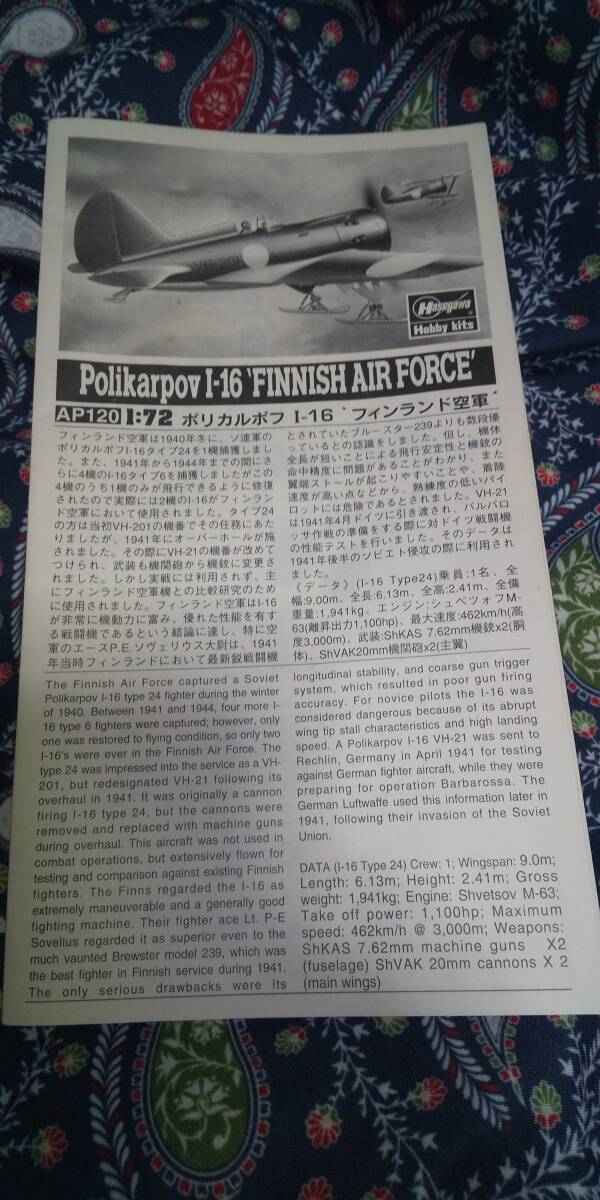 VH-201
Hasegawa
Hobby kits
Polikarpov I-16 'FINNISH AIR FORCE'
AP120 1:72 ポリカルポフ I-16 “フィンランド空軍”
フィンランド空軍は1940年冬に、ソ連軍の
ポリカルポフI-16タイプ24を1機捕獲しまし
た。また、1941年から1944年までの間にさ
らに4機のI-16タイプ6を捕獲しましたがこの
4機のうち1機のみが飛行できるように修復
されたので実際には2機のI-16がフィンラン
ド空軍において使用されました。タイプ24
の方は当初VH-201の機番でその任務にあた
りましたが、1941年にオーバーホールが施
されました。その際にVH-21の機番が改めて
つけられ、武装も機関砲から機銃に変更さ
れました。しかし実戦には利用されず、主
にフィンランド空軍機との比較研究のため
に使用されました。フィンランド空軍はI-16
が非常に機動力に富み、優れた性能を有す
る戦闘機であるという結論に達し、特に空
軍のエースP.E.ソヴェリウス大尉は、1941
年当時フィンランドにおいて最新鋭戦闘機
とされていたブルースター239よりも数段優
っているとの認識をしました。但し、機体
全長が短いことによる飛行安定性と機銃の
命中精度に問題があることがわかり、また
翼端ストールが起こりやすいことや、着陸
速度が高い点などから、熟練度の低いパイ
ロットには危険であるとされました。VH-21
は1941年4月ドイツに引き渡され、バルバロ
ッサ作戦の準備をする際に対ドイツ戦闘機
の性能テストを行いました。そのデータは
1941年後半のソビエト侵攻の際に利用され
ました。
《データ》(I-16 Type24)乗員:1名、全
幅:9.00m、全長:6.13m、全高:2.41m、全備
重量:1,941kg、エンジン:シュベツォフM-
63(離昇出力1,100hp)、最大速度:462km/h(高
度3,000m)、武装:ShKAS 7.62mm機銃x2(胴
体)、ShVAK20mm機関砲x2(主翼)
The Finnish Air Force captured a Soviet
Polikarpov I-16 type 24 fighter during the winter
of 1940. Between 1941 and 1944, four more I-
16 type 6 fighters were captured; however, only
one was restored to flying condition, so only two
I-16's were ever in the Finnish Air Force. The
type 24 was impressed into the service as a VH-
201, but redesignated VH-21 following its
overhaul in 1941. It was originally a cannon
firing I-16 type 24, but the cannons were
removed and replaced with machine guns
during overhaul. This aircraft was not used in
combat operations, but extensively flown for
testing and comparison against existing Finnish
fighters. The Finns regarded the I-16 as
extremely maneuverable and a generally good
fighting machine. Their fighter ace Lt. P-E
Sovelius regarded it as superior even to the
much vaunted Brewster model 239, which was
the best fighter in Finnish service during 1941.
The only serious drawbacks were its
longitudinal stability, and coarse gun trigger
system, which resulted in poor gun firing
accuracy. For novice pilots the I-16 was
considered dangerous because of its abrupt
wing tip stall characteristics and high landing
speed. A Polikarpov I-16 VH-21 was sent to
Rechlin, Germany in April 1941 for testing
against German fighter aircraft, while they were
preparing for operation Barbarossa. The
German Luftwaffe used this information later in
1941, following their invasion of the Soviet
Union.
DATA (I-16 Type 24) Crew: 1; Wingspan: 9.0m;
Length: 6.13m; Height: 2.41m; Gross
weight: 1,941kg; Engine: Shvetsov M-63;
Take off power: 1,100hp; Maximum
speed: 462km/h @ 3,000m; Weapons:
ShKAS 7.62mm machine guns X2
(fuselage) ShVAK 20mm cannons X 2
(main wings)